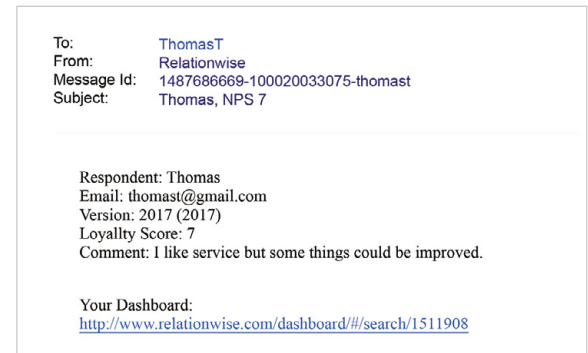 To: ThomasT
From: Relationwise
Message Id: 1487686669-100020033075-thomast
Subject: Thomas, NPS 7
Respondent: Thomas
Email: thomast@gmail.com
Version: 2017 (2017)
Loyallty Score: 7
Comment: I like service but some things could be improved.
Your Dashboard:
http://www.relationwise.com/dashboard/#/search/1511908